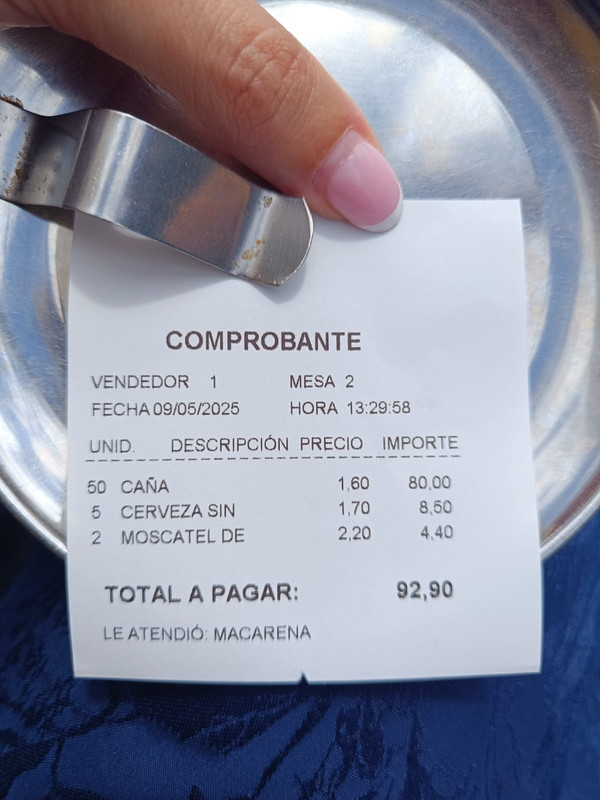 COMPROBANTE
VENDEDOR 1 MESA 2
FECHA 09/05/2025 HORA 13:29:58
UNID. DESCRIPCIÓN PRECIO IMPORTE
50 CAÑA 1,60 80,00
5 CERVEZA SIN 1,70 8,50
2 MOSCATEL DE 2,20 4,40
TOTAL A PAGAR: 92,90
LE ATENDIÓ: MACARENA